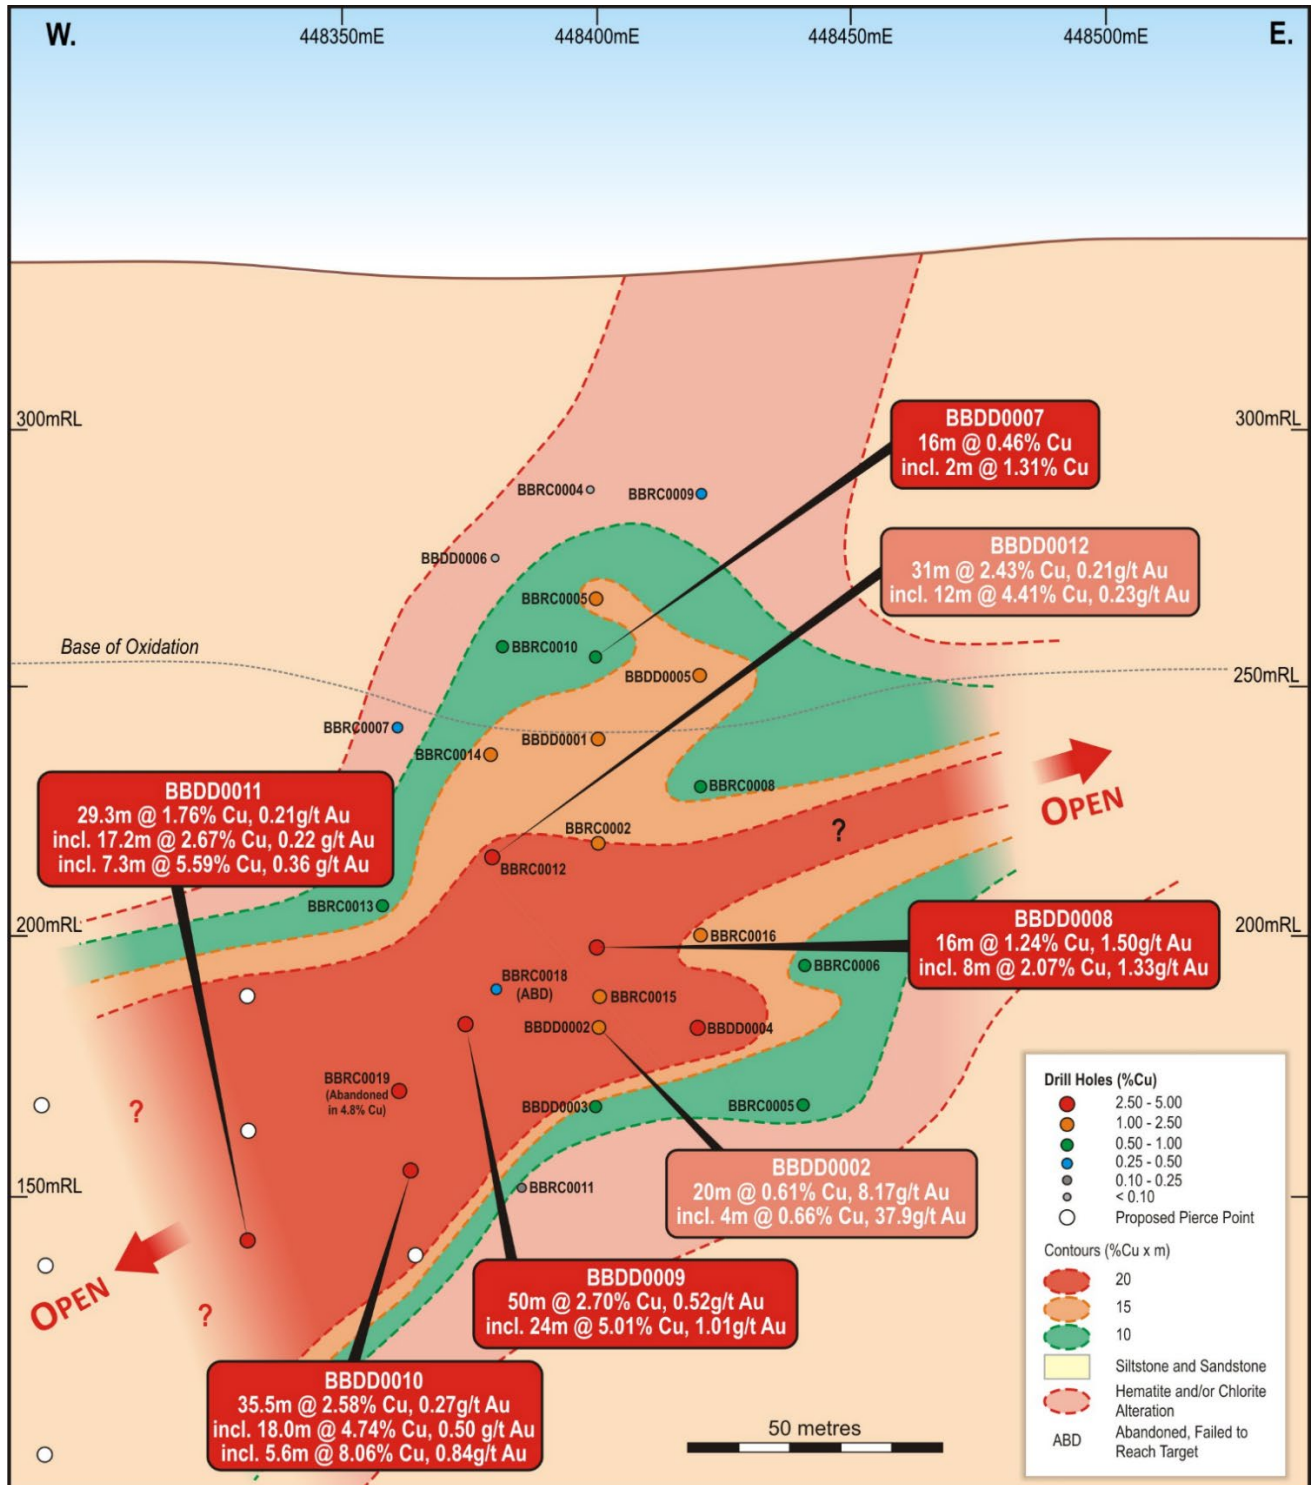 W.
448350mE
448400mE
448450mE
448500mE
E.
300mRL
300mRL
BBDD0007
16m @ 0.46% Cu
incl. 2m @ 1.31% Cu
BBRC0004
BBRC0009
BBDD0006
BBDD0012
31m @ 2.43% Cu, 0.21g/t Au
incl. 12m @ 4.41% Cu, 0.23g/t Au
BBRC0005
Base of Oxidation
BBRC0010
BBDD0005
250mRL
BBRC0007
BBRC0014
BBDD0001
BBRC0008
OPEN
BBDD0011
29.3m @ 1.76% Cu, 0.21g/t Au
incl. 17.2m @ 2.67% Cu, 0.22 g/t Au
incl. 7.3m @ 5.59% Cu, 0.36 g/t Au
BBRC0002
?
BBRC0012
BBRC0013
200mRL
200mRL
BBDD0008
16m @ 1.24% Cu, 1.50g/t Au
incl. 8m @ 2.07% Cu, 1.33g/t Au
BBRC0016
BBRC0006
BBRC0018
(ABD)
BBRC0015
BBDD0002
BBDD0004
BBRC0019
(Abandoned
in 4.8% Cu)
?
BBDD0003
BBRC0005
BBRC0011
150mRL
BBDD0002
20m @ 0.61% Cu, 8.17g/t Au
incl. 4m @ 0.66% Cu, 37.9g/t Au
OPEN
?
BBDD0009
50m @ 2.70% Cu, 0.52g/t Au
incl. 24m @ 5.01% Cu, 1.01g/t Au
BBDD0010
35.5m @ 2.58% Cu, 0.27g/t Au
incl. 18.0m @ 4.74% Cu, 0.50 g/t Au
incl. 5.6m @ 8.06% Cu, 0.84g/t Au
50 metres
Drill Holes (%Cu)
2.50 - 5.00
1.00 - 2.50
0.50 - 1.00
0.25 - 0.50
0.10 - 0.25
< 0.10
Proposed Pierce Point
Contours (%Cu x m)
20
15
10
Siltstone and Sandstone
Hematite and/or Chlorite
Alteration
ABD Abandoned, Failed to
Reach Target